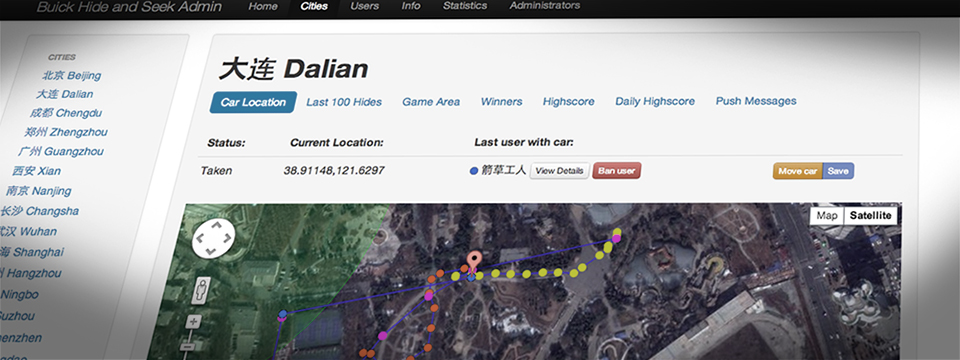 Buick Hide and Seek Admin Home Cities Users Info Statistics Administrators
CITIES
北京 Beijing
大连 Dalian
成都 Chengdu
郑州 Zhengzhou
广州 Guangzhou
西安 Xian
南京 Nanjing
长沙 Changsha
汉 Wuhan
海 Shanghai
Hangzhou
Ningbo
uzhou
enzhen
大连 Dalian
Car Location Last 100 Hides Game Area Winners Highscore Daily Highscore Push Messages
Status: Current Location: Last user with car:
Taken 38.91148,121.6297 箭草工人 View Details Ban user Move car Save
Map Satellite